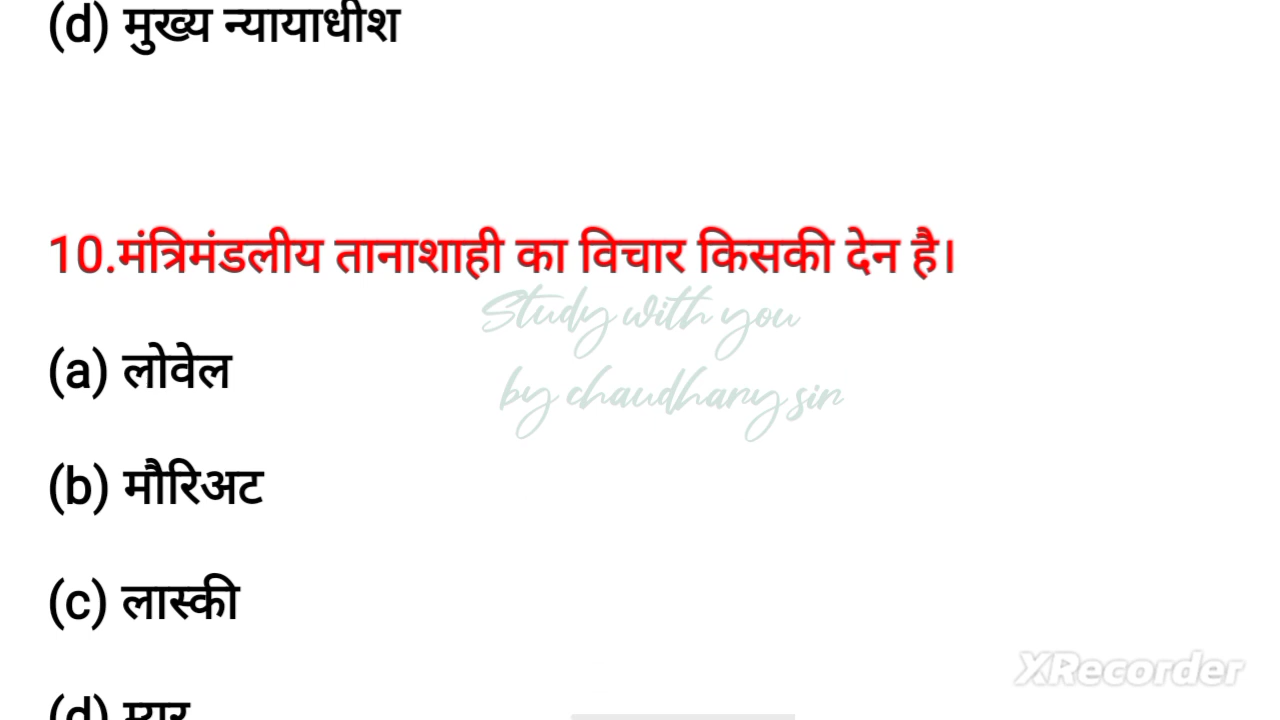 (d) मुख्य न्यायाधीश
10.मंत्रिमंडलीय तानाशाही का विचार किसकी देन है।
Study with you
by chaudhary sir
(a) लोवेल
(b) मौरिअट
(c) लास्की
(d) म्यूर
XRecorder